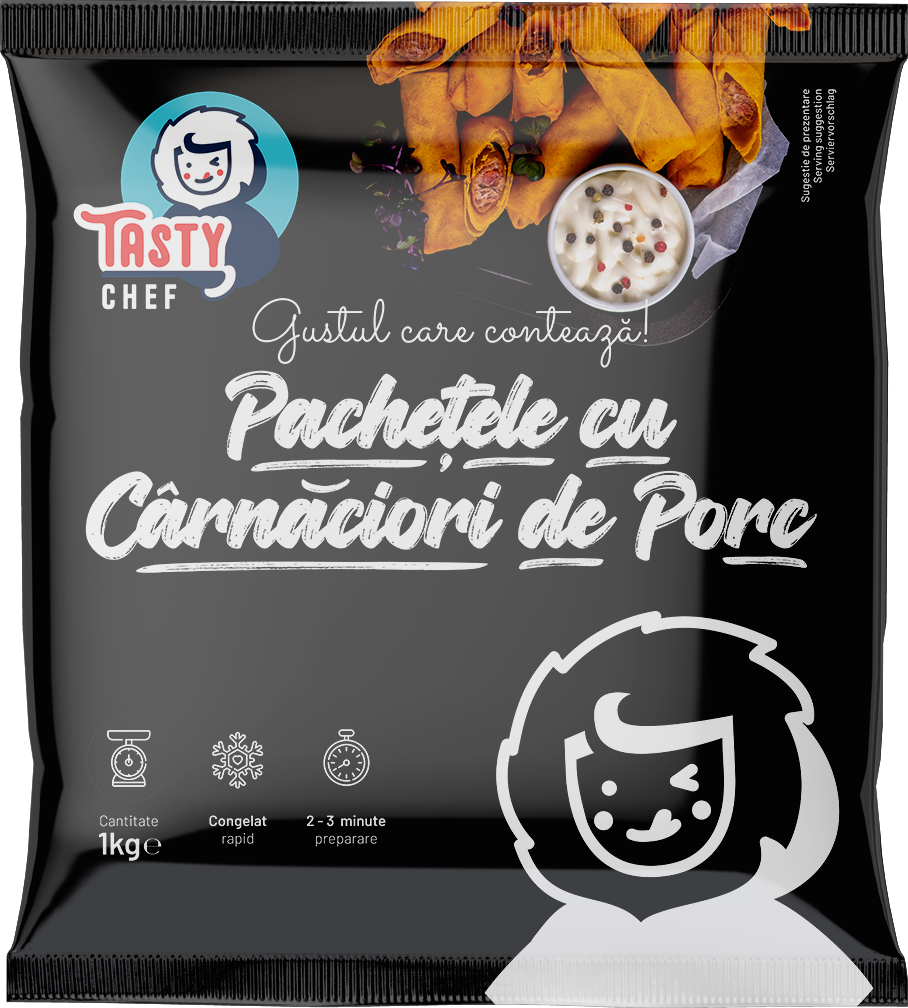 Sugestie de prezentare
Serving suggestion
Serviervorschlag
TASTY
CHEF
Gustul care contează!
Pachețele cu
Cârnăciori de Porc
Cantitate
1kg℮
Congelat
rapid
2-3 minute
preparare